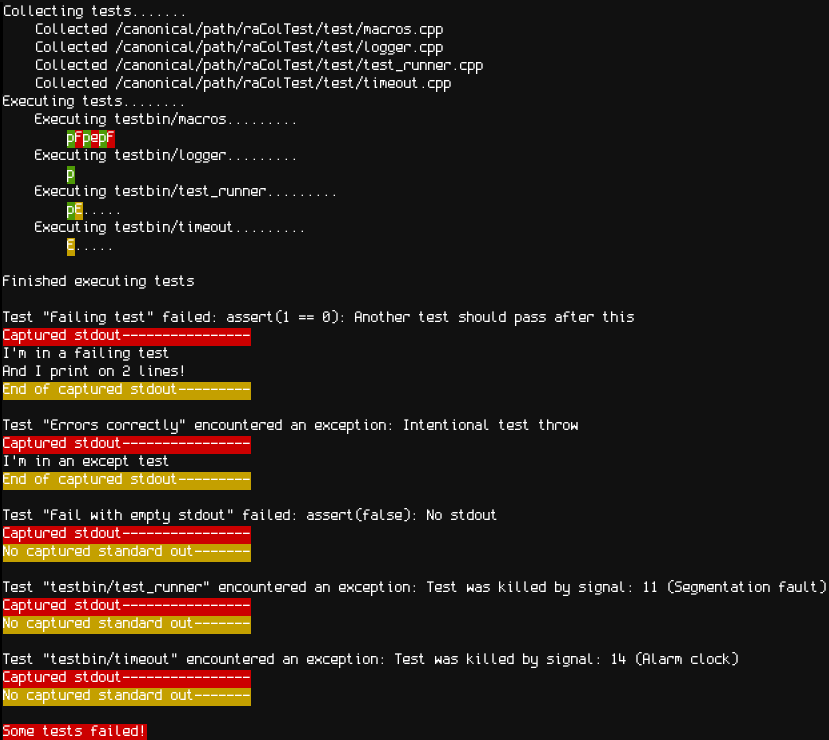 Collecting tests.......
    Collected /canonical/path/raColTest/test/macros.cpp
    Collected /canonical/path/raColTest/test/logger.cpp
    Collected /canonical/path/raColTest/test/test_runner.cpp
    Collected /canonical/path/raColTest/test/timeout.cpp
Executing tests........
    Executing testbin/macros.........
        pFpepF
    Executing testbin/logger.........
        p
    Executing testbin/test_runner.........
        pE.....
    Executing testbin/timeout.........
        E.....

Finished executing tests

Test "Failing test" failed: assert(1 == 0): Another test should pass after this
Captured stdout----------------
I'm in a failing test
And I print on 2 lines!
End of captured stdout---------

Test "Errors correctly" encountered an exception: Intentional test throw
Captured stdout----------------
I'm in an except test
End of captured stdout---------

Test "Fail with empty stdout" failed: assert(false): No stdout
Captured stdout----------------
No captured standard out-------

Test "testbin/test_runner" encountered an exception: Test was killed by signal: 11 (Segmentation fault)
Captured stdout----------------
No captured standard out-------

Test "testbin/timeout" encountered an exception: Test was killed by signal: 14 (Alarm clock)
Captured stdout----------------
No captured standard out-------

Some tests failed!